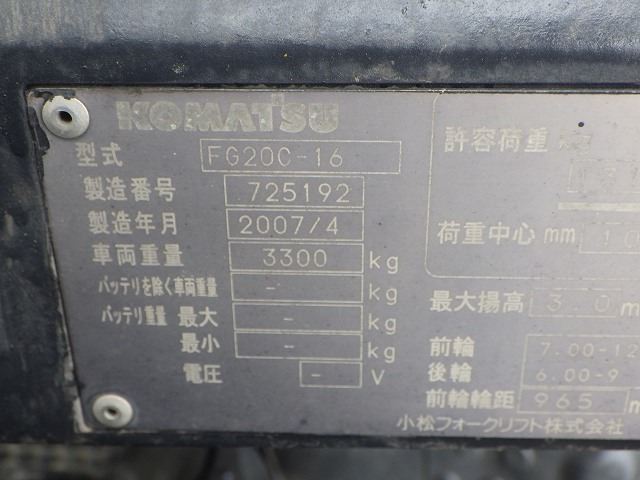 KOMATSU
型式 FG20C-16
製造番号 725192
製造年月 2007/4
車両重量 3300 kg
バッテリを除く車両重量 - kg
バッテリ重量 最大 - kg
最小 - kg
電圧 - V
許容荷重
荷重中心 mm
最大揚高 3.0m
前輪 7.00-12
後輪 6.00-9
前輪輪距 965
小松フォークリフト株式会社